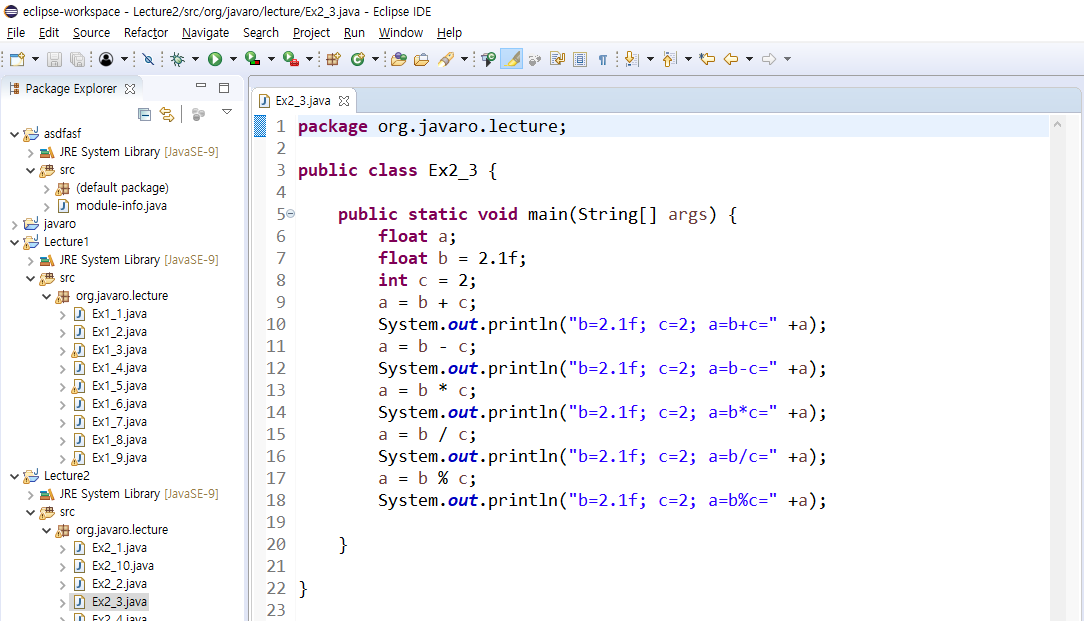 eclipse-workspace - Lecture2/src/org/javaro/lecture/Ex2_3.java - Eclipse IDE
File Edit Source Refactor Navigate Search Project Run Window Help
Package Explorer
asdfasf
JRE System Library [JavaSE-9]
src
(default package)
module-info.java
javaro
Lecture1
JRE System Library [JavaSE-9]
src
org.javaro.lecture
Ex1_1.java
Ex1_2.java
Ex1_3.java
Ex1_4.java
Ex1_5.java
Ex1_6.java
Ex1_7.java
Ex1_8.java
Ex1_9.java
Lecture2
JRE System Library [JavaSE-9]
src
org.javaro.lecture
Ex2_1.java
Ex2_10.java
Ex2_2.java
Ex2_3.java
Ex2_4.java
Ex2_3.java
1 package org.javaro.lecture;
2
3 public class Ex2_3 {
4
5     public static void main(String[] args) {
6         float a;
7         float b = 2.1f;
8         int c = 2;
9         a = b + c;
10         System.out.println("b=2.1f; c=2; a=b+c=" +a);
11         a = b - c;
12         System.out.println("b=2.1f; c=2; a=b-c=" +a);
13         a = b * c;
14         System.out.println("b=2.1f; c=2; a=b*c=" +a);
15         a = b / c;
16         System.out.println("b=2.1f; c=2; a=b/c=" +a);
17         a = b % c;
18         System.out.println("b=2.1f; c=2; a=b%c=" +a);
19
20     }
21
22 }
23